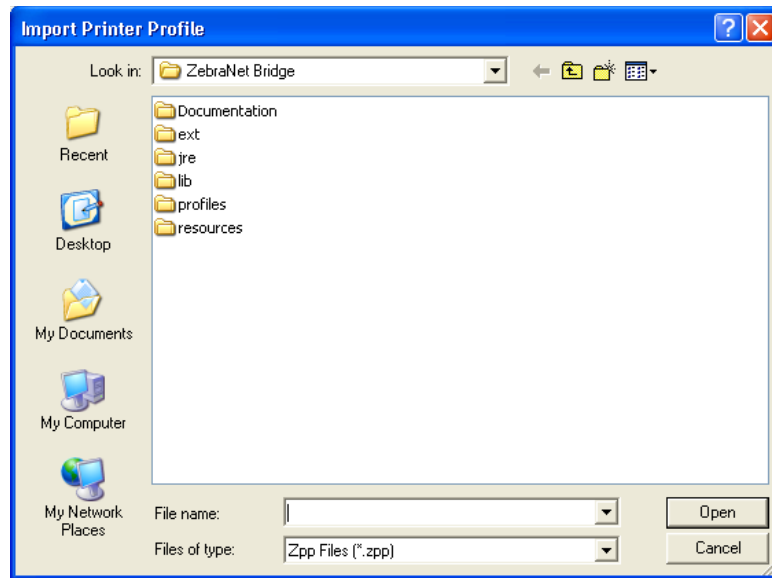 Import Printer Profile
Look in:
ZebraNet Bridge
Documentation
ext
jre
lib
profiles
resources
Recent
Desktop
My Documents
My Computer
My Network
Places
File name:
Open
Files of type:
Zpp Files (*.zpp)
Cancel